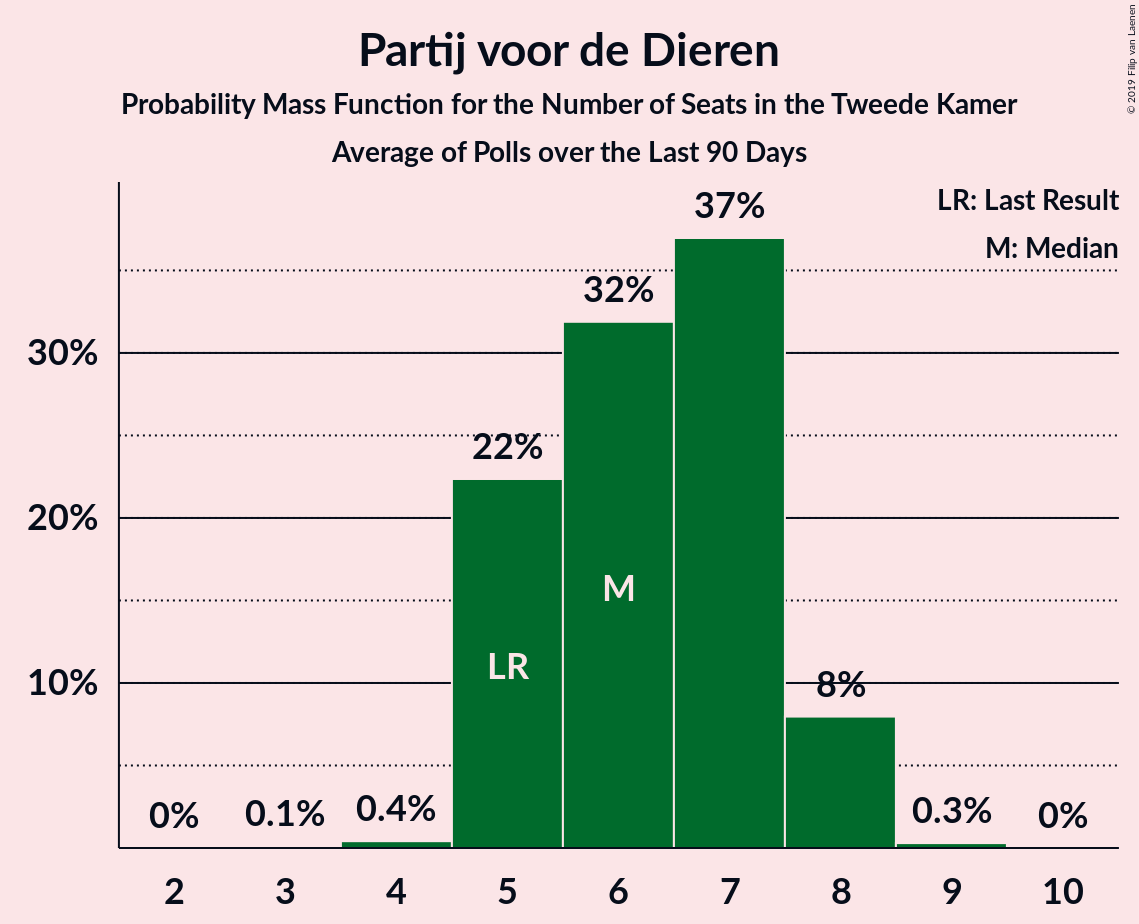 Partij voor de Dieren
Probability Mass Function for the Number of Seats in the Tweede Kamer
Average of Polls over the Last 90 Days
© 2019 Filip van Laenen
LR: Last Result
M: Median
37%
32%
30%
22%
20%
M
LR
10%
8%
0%
0.1%
0.4%
0.3%
0%
2 3 4 5 6 7 8 9 10